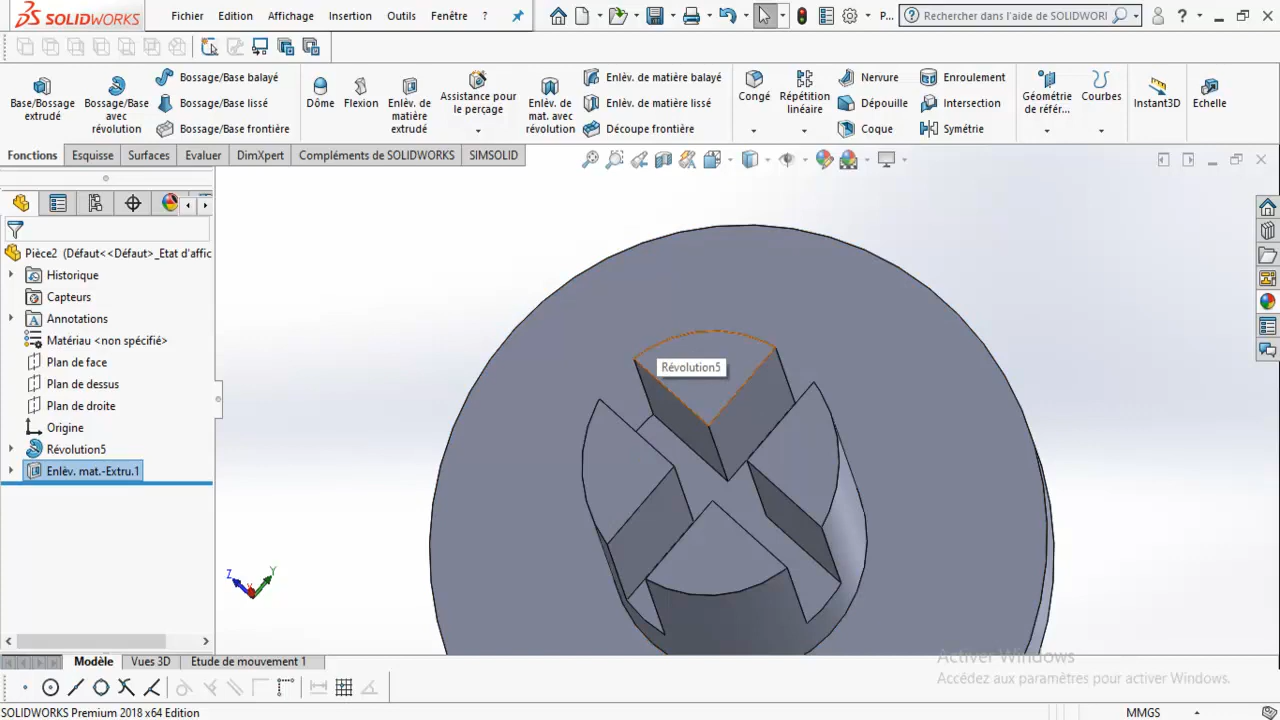 SOLIDWORKS
Fichier Edition Affichage Insertion Outils Fenêtre ?
P...
Rechercher dans l'aide de SOLIDWORKS
Base/Bossage extrudé
Bossage/Base avec révolution
Bossage/Base balayé
Bossage/Base lissé
Bossage/Base frontière
Dôme
Flexion
Enlèv. de matière extrudé
Assistance pour le perçage
Enlèv. de mat. avec révolution
Enlèv. de matière balayé
Enlèv. de matière lissé
Découpe frontière
Congé
Répétition linéaire
Nervure
Dépouille
Coque
Enroulement
Intersection
Symétrie
Géométrie de référ...
Courbes
Instant3D
Echelle
Fonctions Esquisse Surfaces Evaluer DimXpert Compléments de SOLIDWORKS SIMSOLID
Pièce2 (Défaut<<Défaut>_Etat d'affic
Historique
Capteurs
Annotations
Matériau <non spécifié>
Plan de face
Plan de dessus
Plan de droite
Origine
Révolution5
Enlèv. mat.-Extru.1
Révolution5
Z
Y
Modèle Vues 3D Etude de mouvement 1
Activer Windows
Accédez aux paramètres pour activer Windows.
SOLIDWORKS Premium 2018 x64 Edition
MMGS